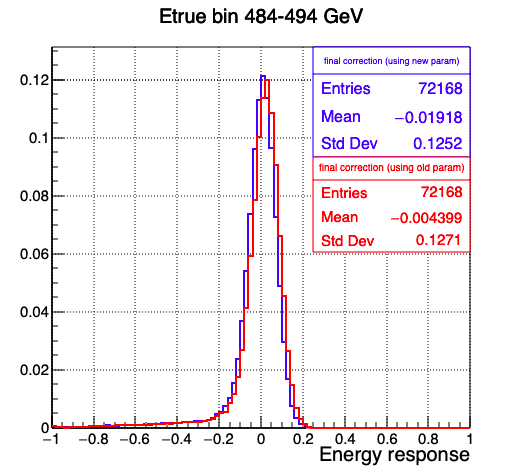 Etrue bin 484-494 GeV
final correction (using new param)
Entries 72168
Mean −0.01918
Std Dev 0.1252
final correction (using old param)
Entries 72168
Mean −0.004399
Std Dev 0.1271
0.12
0.1
0.08
0.06
0.04
0.02
0
−1 −0.8 −0.6 −0.4 −0.2 0 0.2 0.4 0.6 0.8 1
Energy response